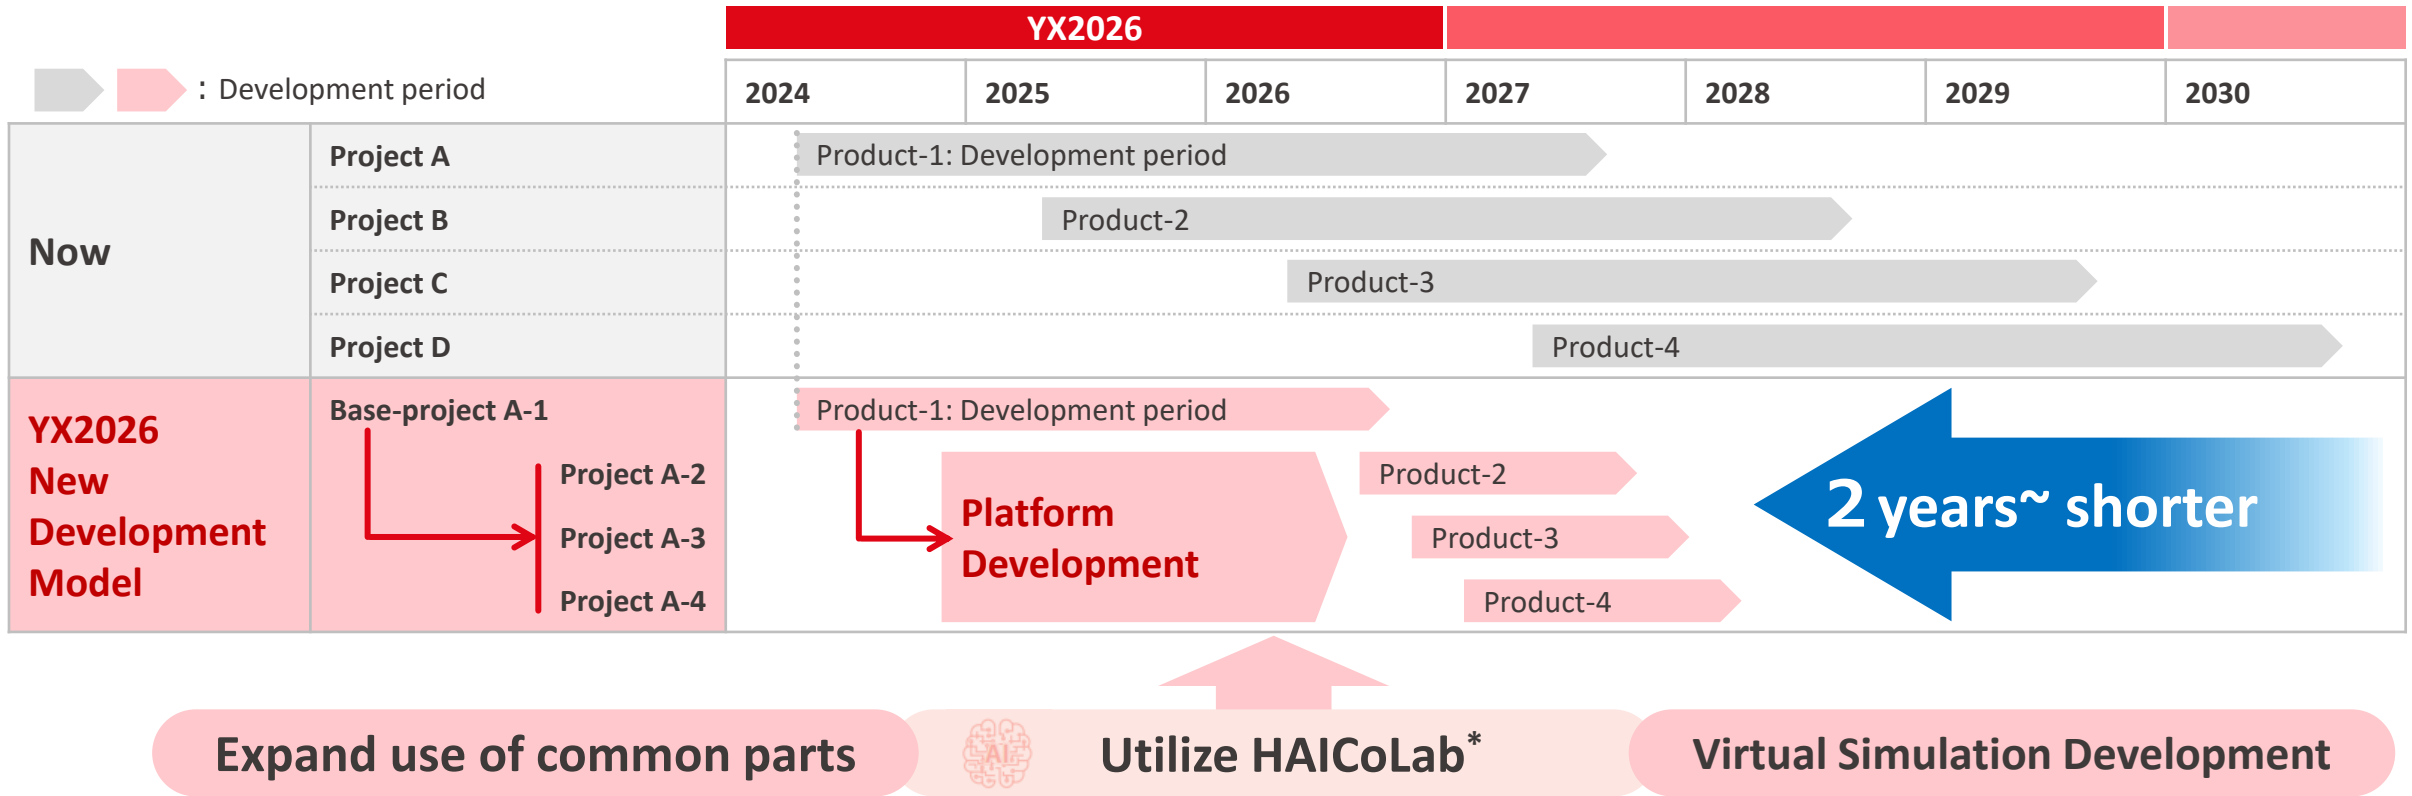 YX2026
: Development period
2024 2025 2026 2027 2028 2029 2030
Now
Project A
Product-1: Development period
Project B
Product-2
Project C
Product-3
Project D
Product-4
YX2026
New
Development
Model
Base-project A-1
Product-1: Development period
Project A-2
Project A-3
Project A-4
Platform
Development
Product-2
Product-3
Product-4
2 years~ shorter
Expand use of common parts
AI
Utilize HAICoLab*
Virtual Simulation Development